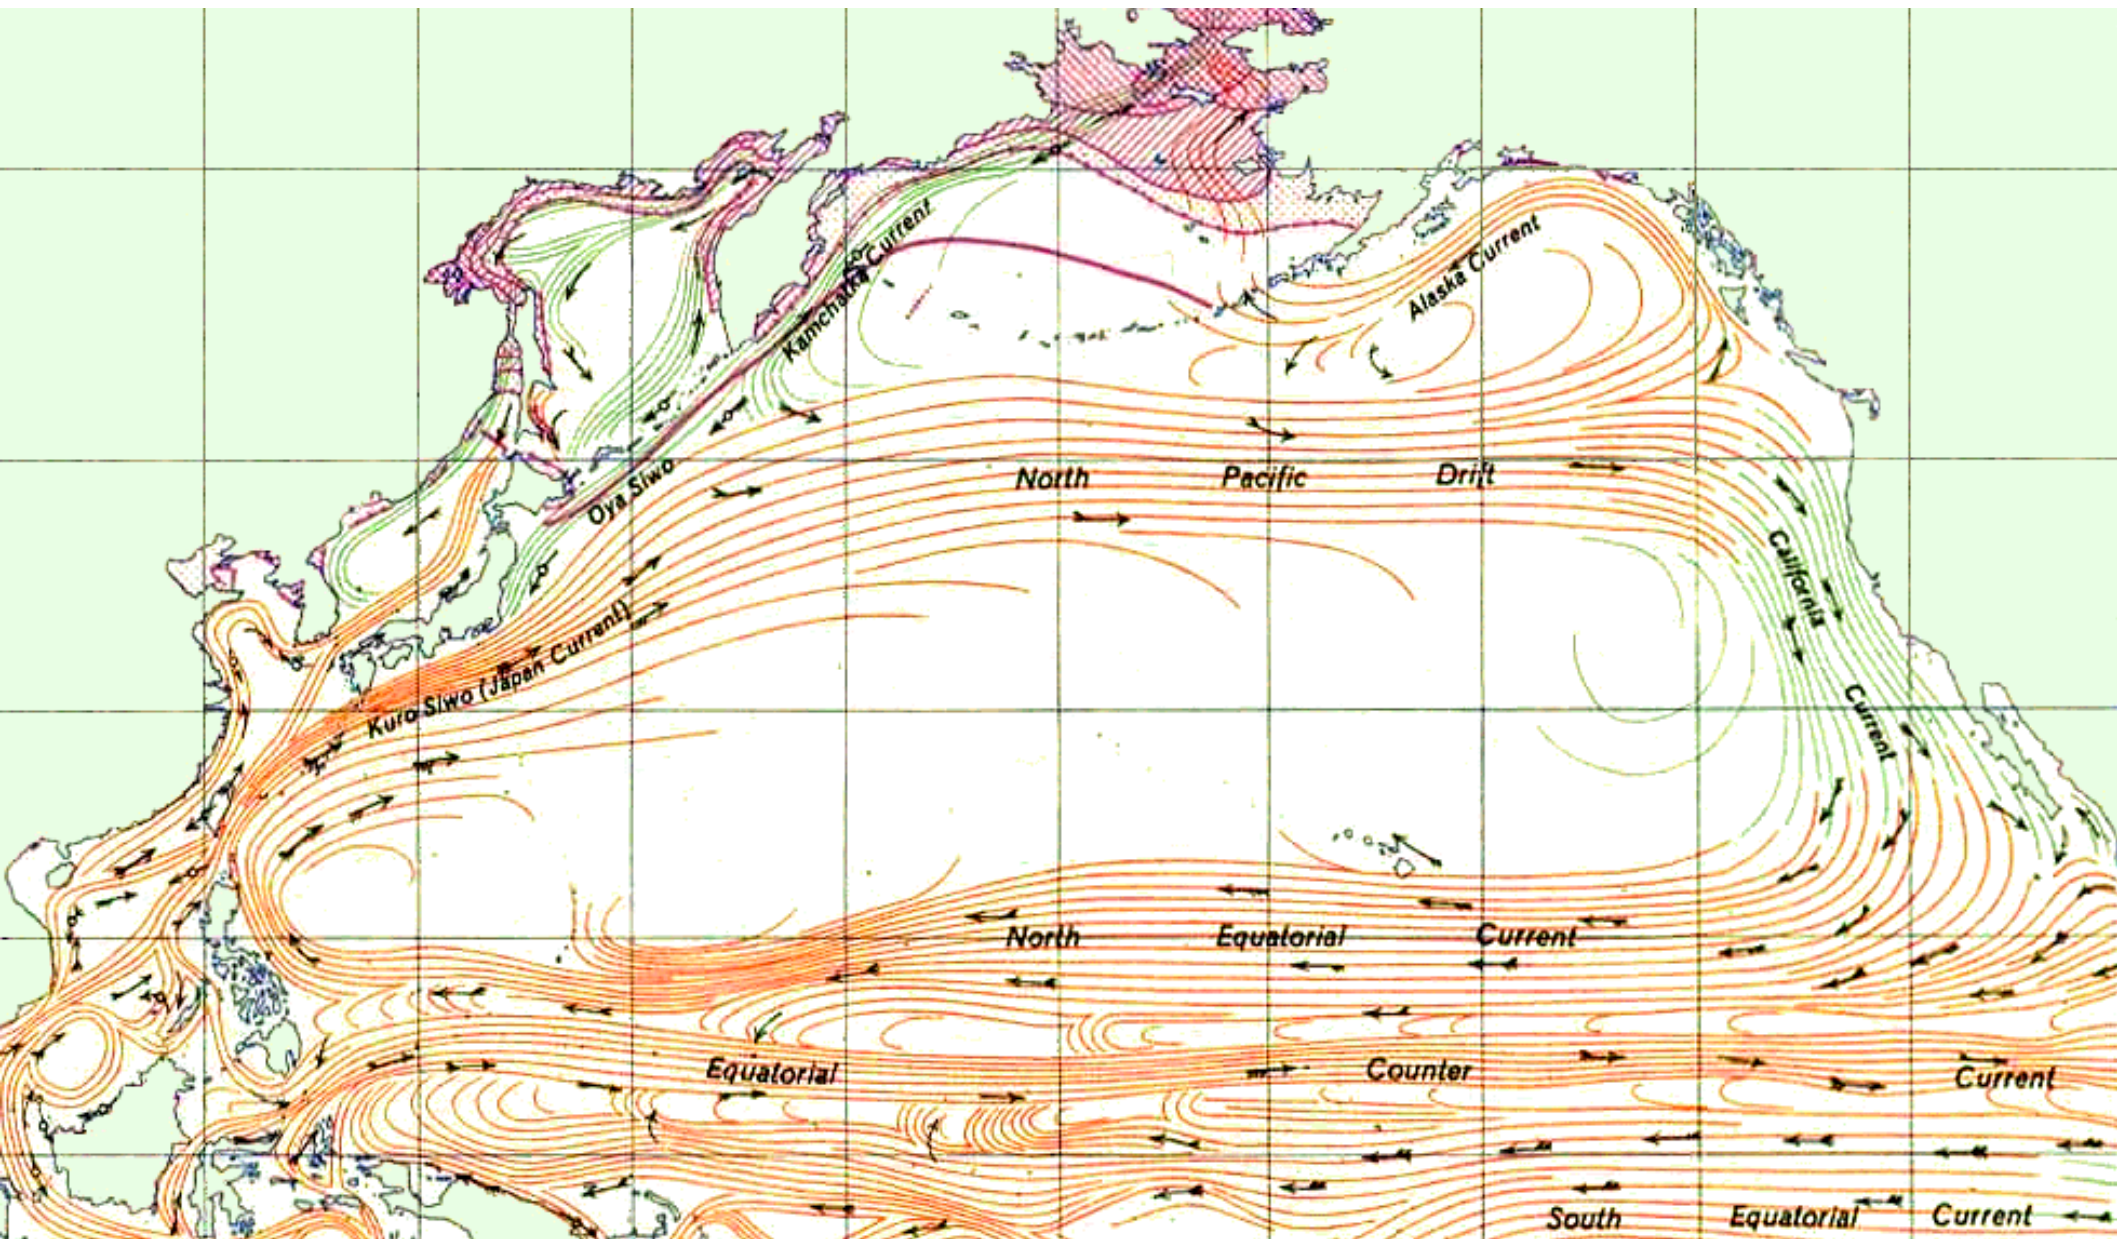 Kamchatka Current
Alaska Current
Oya Siwo
North Pacific Drift
California Current
Kuro Siwo (Japan Current)
North Equatorial Current
Equatorial Counter Current
South Equatorial Current